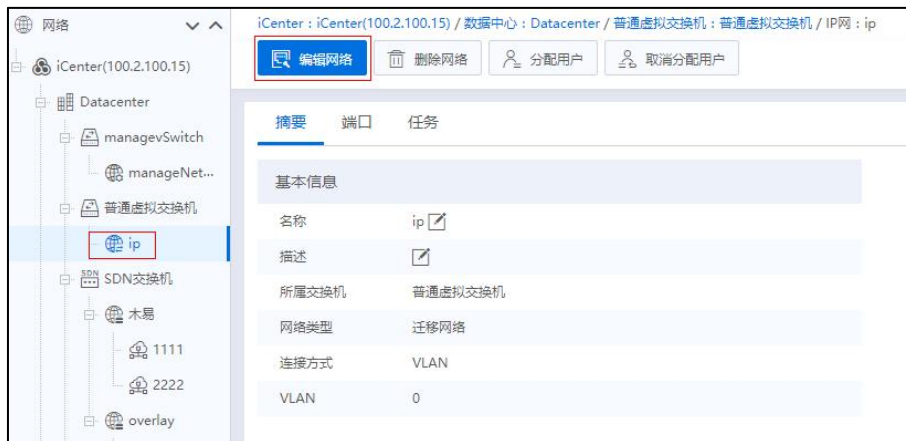 网络
iCenter(100.2.100.15)
Datacenter
managevSwitch
manageNet...
普通虚拟交换机
ip
SDN交换机
木易
1111
2222
overlay
iCenter：iCenter(100.2.100.15) / 数据中心：Datacenter / 普通虚拟交换机：普通虚拟交换机 / IP网：ip
编辑网络 删除网络 分配用户 取消分配用户
摘要 端口 任务
基本信息
名称 ip
描述
所属交换机 普通虚拟交换机
网络类型 迁移网络
连接方式 VLAN
VLAN 0